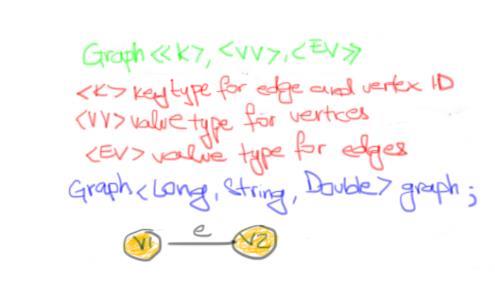 Graph<<K>, <VV>, <EV>>
<K> key type for edge and vertex ID
<VV> value type for vertices
<EV> value type for edges
Graph<Long, String, Double> graph;
e
V1 V2